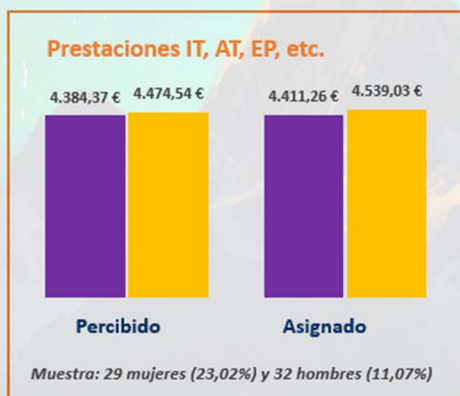 Prestaciones IT, AT, EP, etc.
4.384,37 € 4.474,54 € 4.411,26 € 4.539,03 €
Percibido Asignado
Muestra: 29 mujeres (23,02%) y 32 hombres (11,07%)